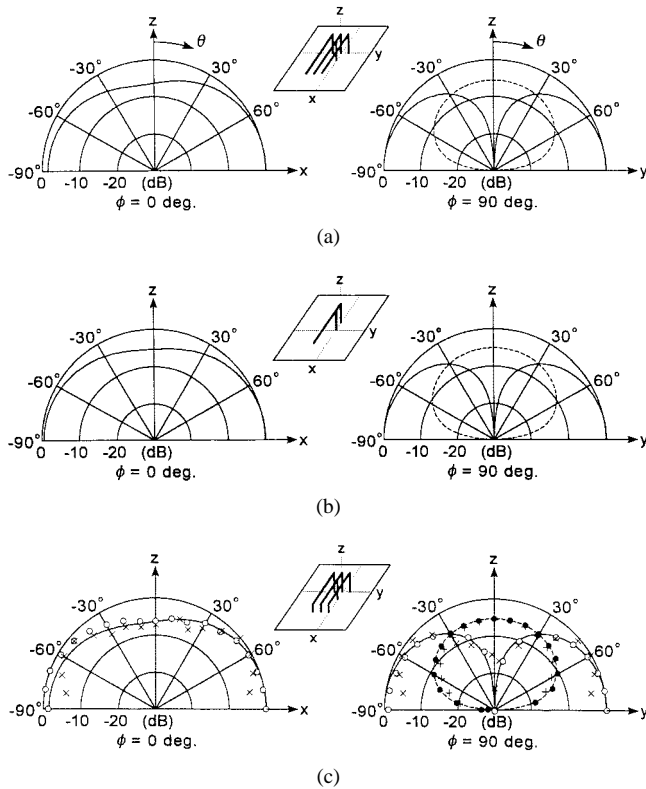 z
θ
-30° 30°
-60° 60°
-90° x
0 -10 -20 (dB)
ϕ = 0 deg.
z
y
x
z
θ
-30° 30°
-60° 60°
-90° y
0 -10 -20 (dB)
ϕ = 90 deg.
(a)
z
-30° 30°
-60° 60°
-90° x
0 -10 -20 (dB)
ϕ = 0 deg.
z
y
x
z
-30° 30°
-60° 60°
-90° y
0 -10 -20 (dB)
ϕ = 90 deg.
(b)
z
-30° 30°
-60° 60°
-90° x
0 -10 -20 (dB)
ϕ = 0 deg.
z
y
x
z
-30° 30°
-60° 60°
-90° y
0 -10 -20 (dB)
ϕ = 90 deg.
(c)